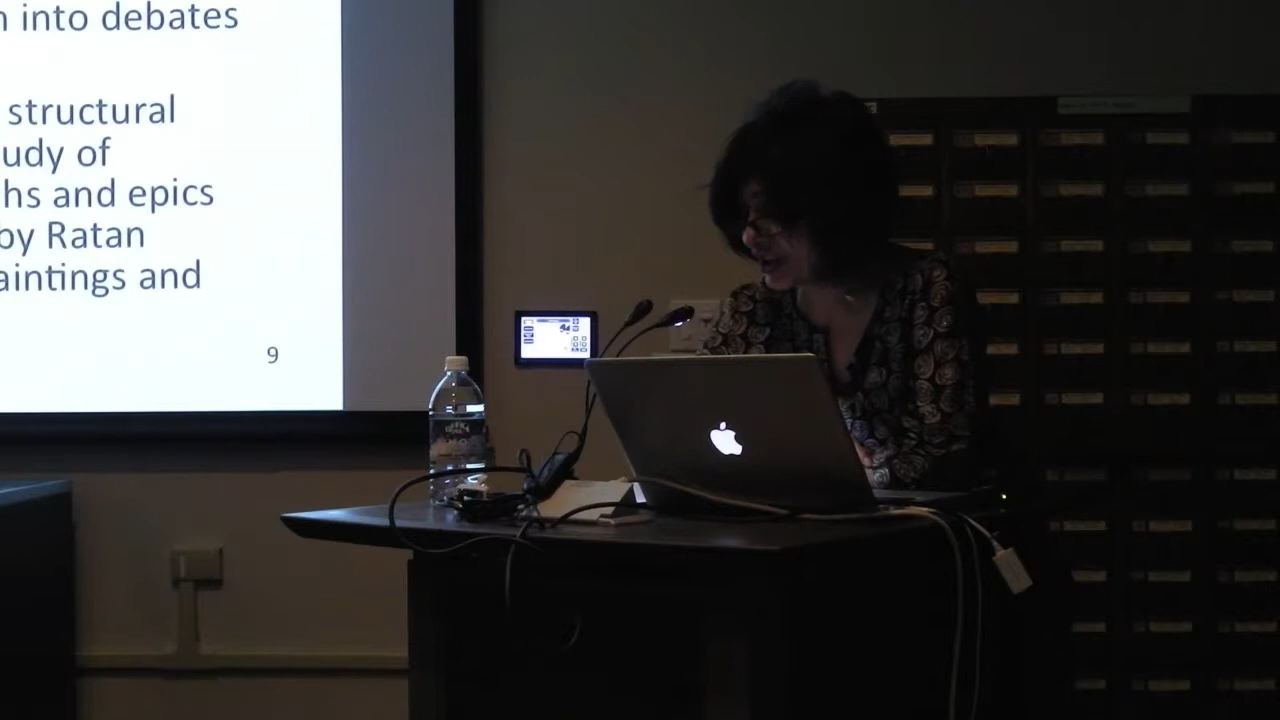 n into debates
structural
udy of
hs and epics
by Ratan
aintings and
9